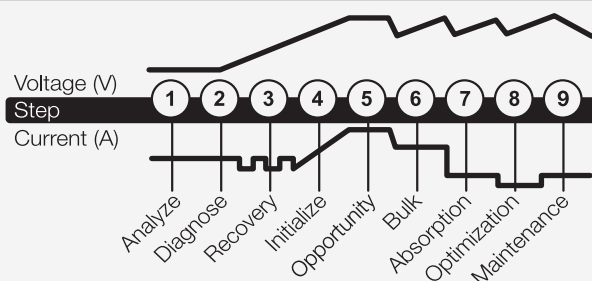 Voltage (V)
Step
1 2 3 4 5 6 7 8 9
Current (A)
Analyze
Diagnose
Recovery
Initialize
Opportunity
Bulk
Absorption
Optimization
Maintenance